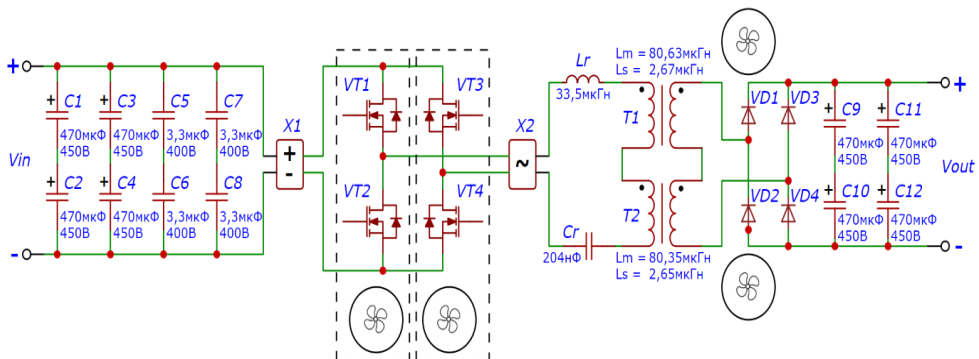 Lm = 80,63мкГн
Ls = 2,67мкГн
Lr
33,5мкГн
+
+
C1
+
C3
C5
C7
VT1
VT3
T1
VD1
VD3
+
C9
+
C11
+
470мкФ
450В
470мкФ
450В
3,3мкФ
400В
3,3мкФ
400В
X1
X2
470мкФ
450В
470мкФ
450В
Vin
+
-
~
Vout
+
C2
+
C4
C6
C8
VT2
VT4
T2
VD2
VD4
+
C10
+
C12
470мкФ
450В
470мкФ
450В
3,3мкФ
400В
3,3мкФ
400В
Cr
204нФ
470мкФ
450В
470мкФ
450В
-
-
Lm = 80,35мкГн
Ls = 2,65мкГн